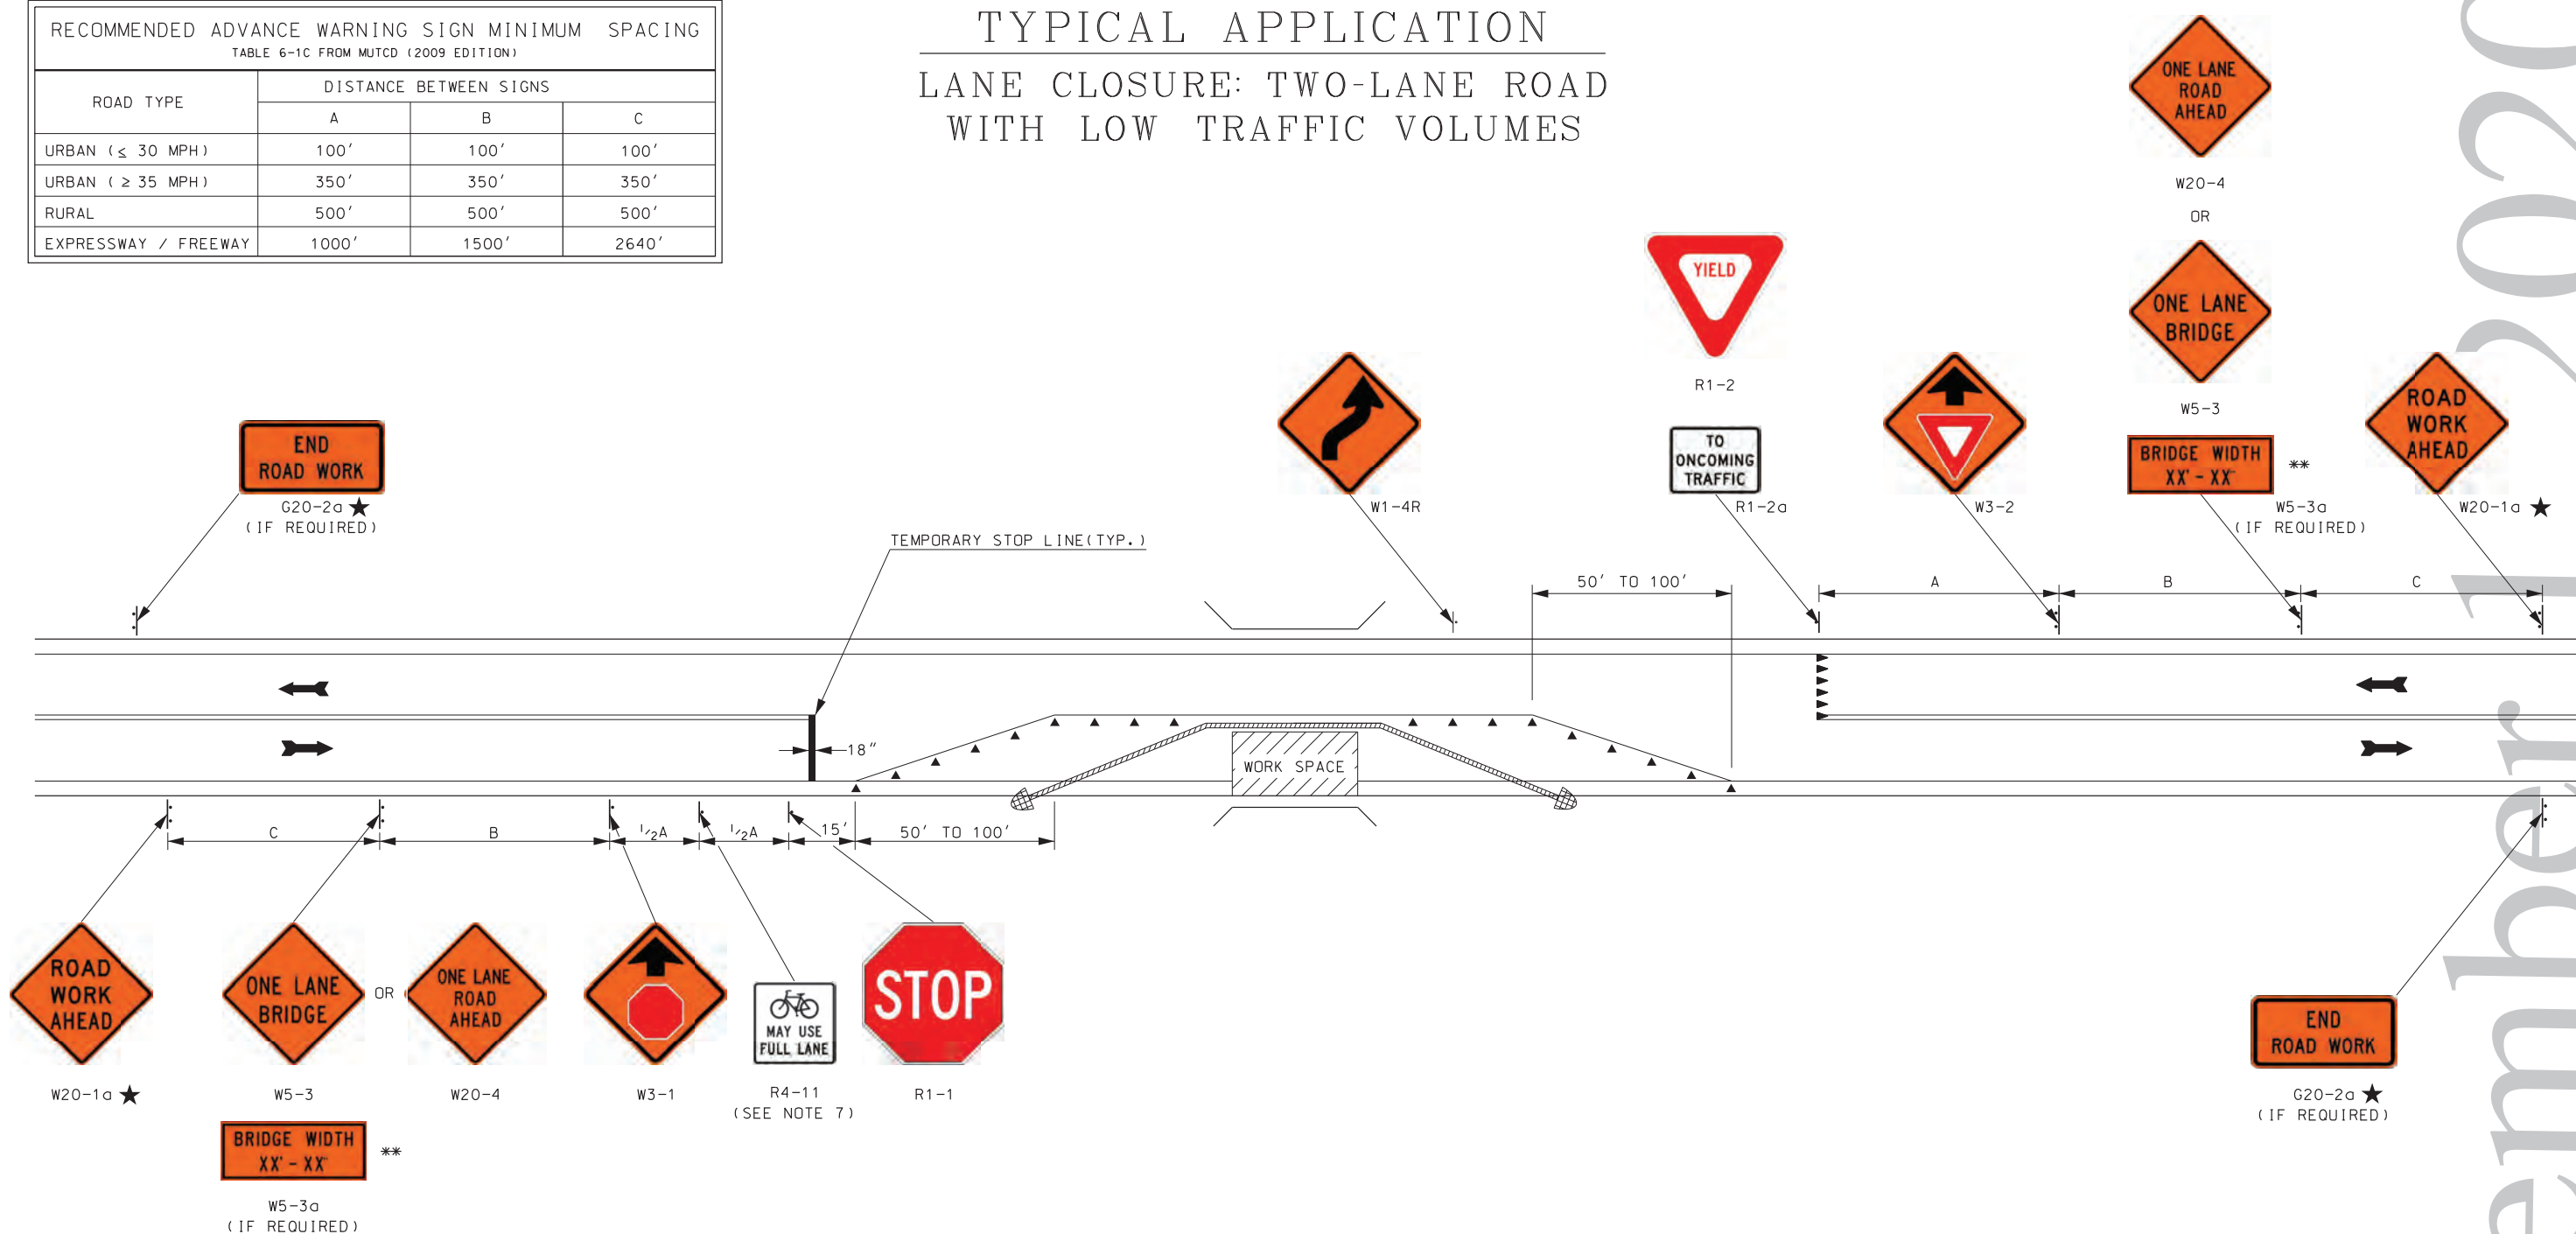 RECOMMENDED ADVANCE WARNING SIGN MINIMUM SPACING
TABLE 6-1C FROM MUTCD (2009 EDITION)
ROAD TYPE
DISTANCE BETWEEN SIGNS
A B C
URBAN (≤ 30 MPH) 100' 100' 100'
URBAN (≥ 35 MPH) 350' 350' 350'
RURAL 500' 500' 500'
EXPRESSWAY / FREEWAY 1000' 1500' 2640'
TYPICAL APPLICATION
LANE CLOSURE: TWO-LANE ROAD
WITH LOW TRAFFIC VOLUMES
ONE LANE
ROAD
AHEAD
W20-4
OR
ONE LANE
BRIDGE
W5-3
BRIDGE WIDTH
XX' - XX"
**
W5-3a
(IF REQUIRED)
ROAD
WORK
AHEAD
W20-1a ★
YIELD
R1-2
TO
ONCOMING
TRAFFIC
R1-2a
W3-2
W1-4R
END
ROAD WORK
G20-2a ★
(IF REQUIRED)
TEMPORARY STOP LINE(TYP.)
50' TO 100'
A
B
C
18"
WORK SPACE
C
B
1/2A
1/2A
15'
50' TO 100'
ROAD
WORK
AHEAD
W20-1a ★
ONE LANE
BRIDGE
W5-3
OR
ONE LANE
ROAD
AHEAD
W20-4
BRIDGE WIDTH
XX' - XX"
**
W5-3a
(IF REQUIRED)
W3-1
MAY USE
FULL LANE
R4-11
(SEE NOTE 7)
STOP
R1-1
END
ROAD WORK
G20-2a ★
(IF REQUIRED)
ember 1 2020